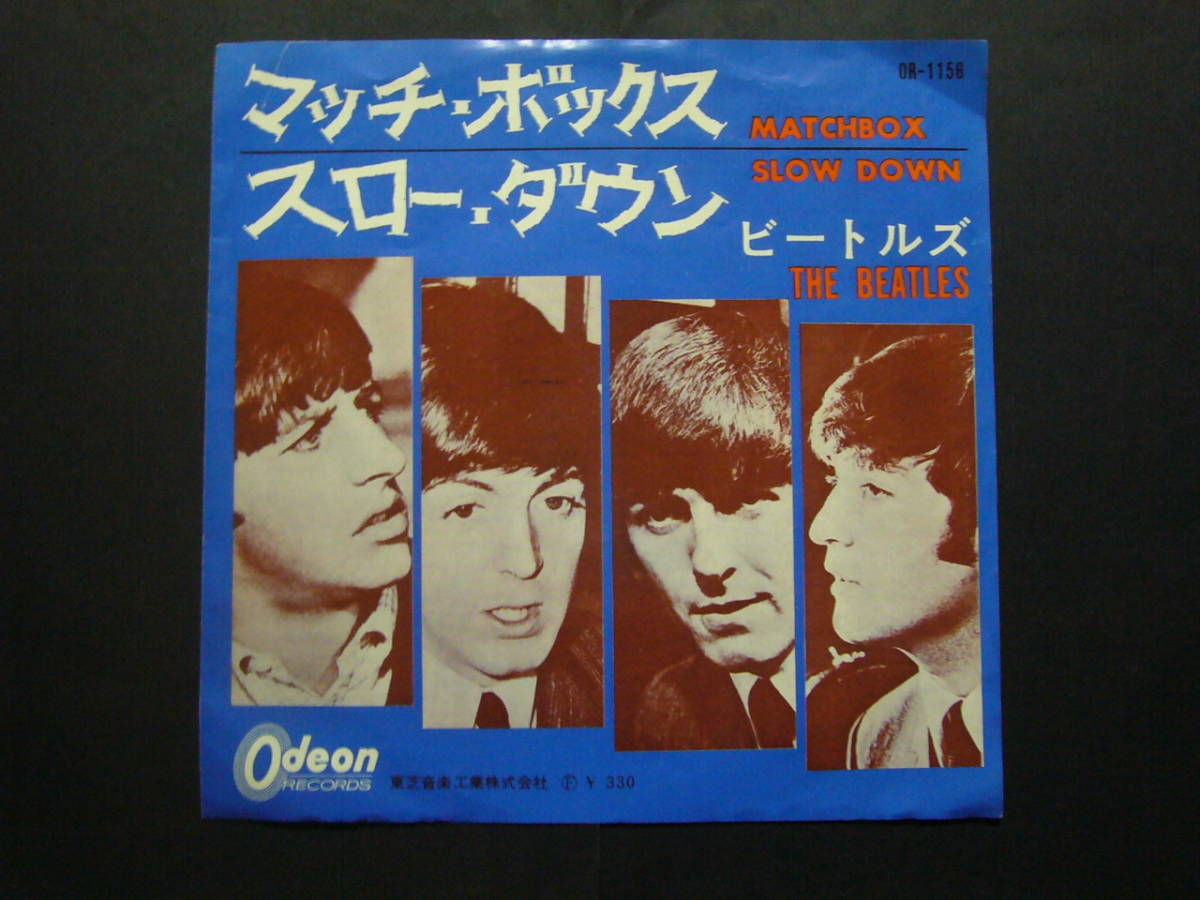 OR-1156
マッチ・ボックス
MATCHBOX
スロー・ダウン
SLOW DOWN
ビートルズ
THE BEATLES
Odeon
RECORDS
東芝音楽工業株式会社 Ⓕ ¥ 330